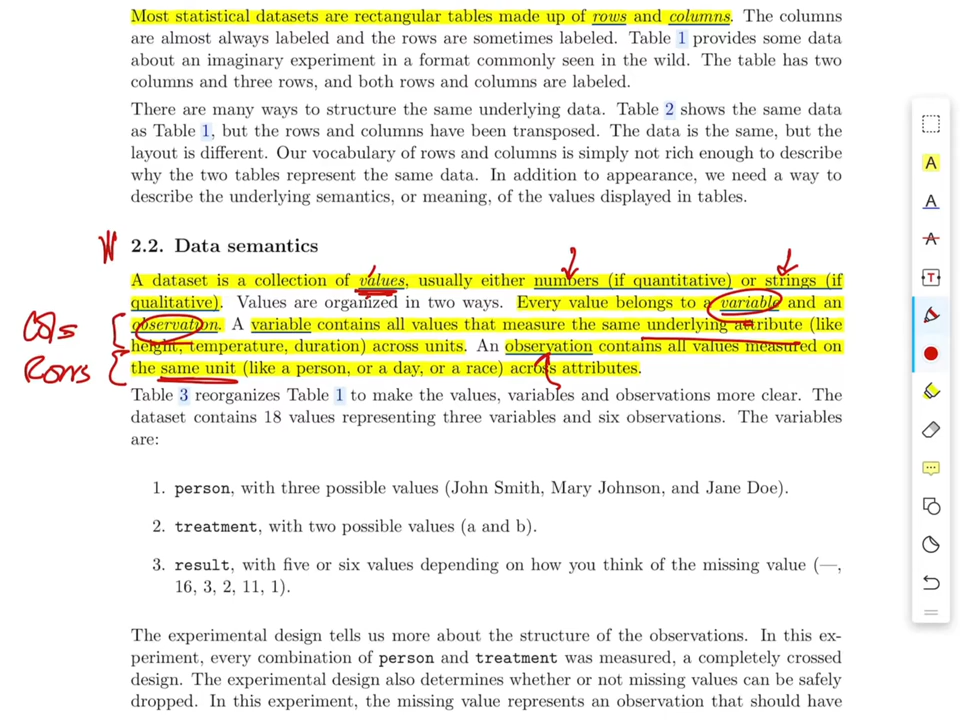 Most statistical datasets are rectangular tables made up of rows and columns. The columns
are almost always labeled and the rows are sometimes labeled. Table 1 provides some data
about an imaginary experiment in a format commonly seen in the wild. The table has two
columns and three rows, and both rows and columns are labeled.
There are many ways to structure the same underlying data. Table 2 shows the same data
as Table 1, but the rows and columns have been transposed. The data is the same, but the
layout is different. Our vocabulary of rows and columns is simply not rich enough to describe
why the two tables represent the same data. In addition to appearance, we need a way to
describe the underlying semantics, or meaning, of the values displayed in tables.
2.2. Data semantics
A dataset is a collection of values, usually either numbers (if quantitative) or strings (if
qualitative). Values are organized in two ways. Every value belongs to a variable and an
Cols
observation. A variable contains all values that measure the same underlying attribute (like
height, temperature, duration) across units. An observation contains all values measured on
Rows
the same unit (like a person, or a day, or a race) across attributes.
Table 3 reorganizes Table 1 to make the values, variables and observations more clear. The
dataset contains 18 values representing three variables and six observations. The variables
are:
1. person, with three possible values (John Smith, Mary Johnson, and Jane Doe).
2. treatment, with two possible values (a and b).
3. result, with five or six values depending on how you think of the missing value (—,
16, 3, 2, 11, 1).
The experimental design tells us more about the structure of the observations. In this ex-
periment, every combination of person and treatment was measured, a completely crossed
design. The experimental design also determines whether or not missing values can be safely
dropped. In this experiment, the missing value represents an observation that should have
A
A
A
T